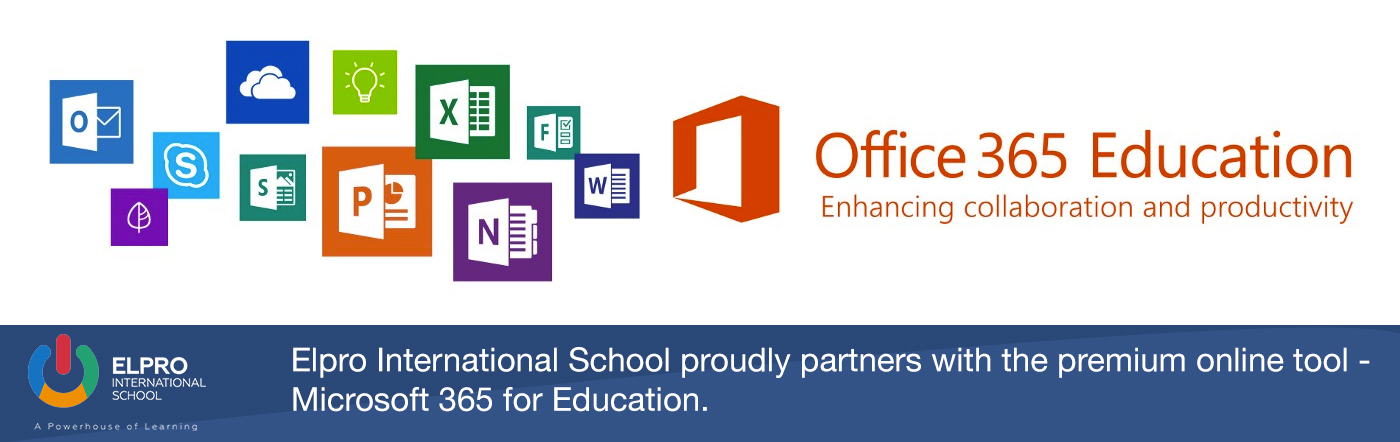 O
S
S
P
X
N
F
W
Office 365 Education
Enhancing collaboration and productivity
ELPRO
INTERNATIONAL
SCHOOL
A Powerhouse of Learning
Elpro International School proudly partners with the premium online tool -
Microsoft 365 for Education.